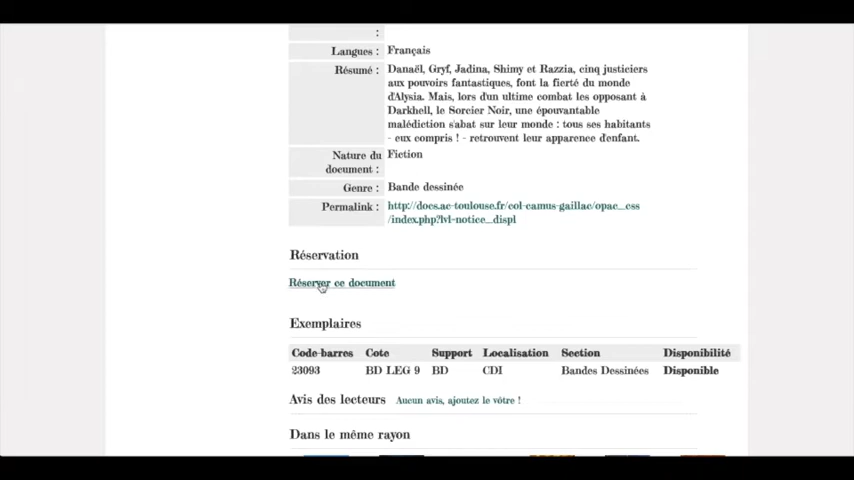 :
Langues : Français
Résumé : Danaël, Gryf, Jadina, Shimy et Razzia, cinq justiciers
aux pouvoirs fantastiques, font la fierté du monde
d'Alysia. Mais, lors d'un ultime combat les opposant à
Darkhell, le Sorcier Noir, une épouvantable
malédiction s'abat sur leur monde : tous ses habitants
- eux compris ! - retrouvent leur apparence d'enfant.
Nature du document : Fiction
Genre : Bande dessinée
Permalink : http://docs.ac-toulouse.fr/col-camus-gaillac/opac_css
/index.php?lvl=notice_displ
Réservation
Réserver ce document
Exemplaires
Code-barres Cote Support Localisation Section Disponibilité
23093 BD LEG 9 BD CDI Bandes Dessinées Disponible
Avis des lecteurs Aucun avis, ajoutez le vôtre !
Dans le même rayon